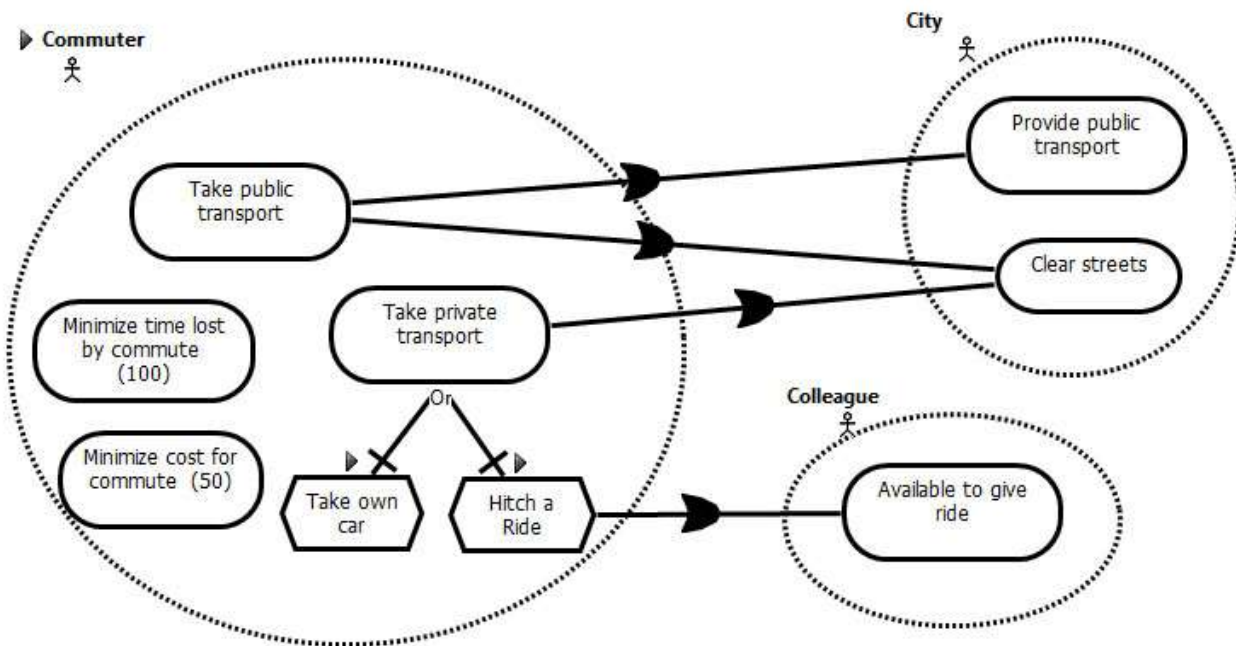 Commuter
City
Provide public
transport
Take public
transport
Clear streets
Minimize time lost
by commute
(100)
Take private
transport
Or
Colleague
Minimize cost for
commute (50)
Take own
car
Hitch a
Ride
Available to give
ride